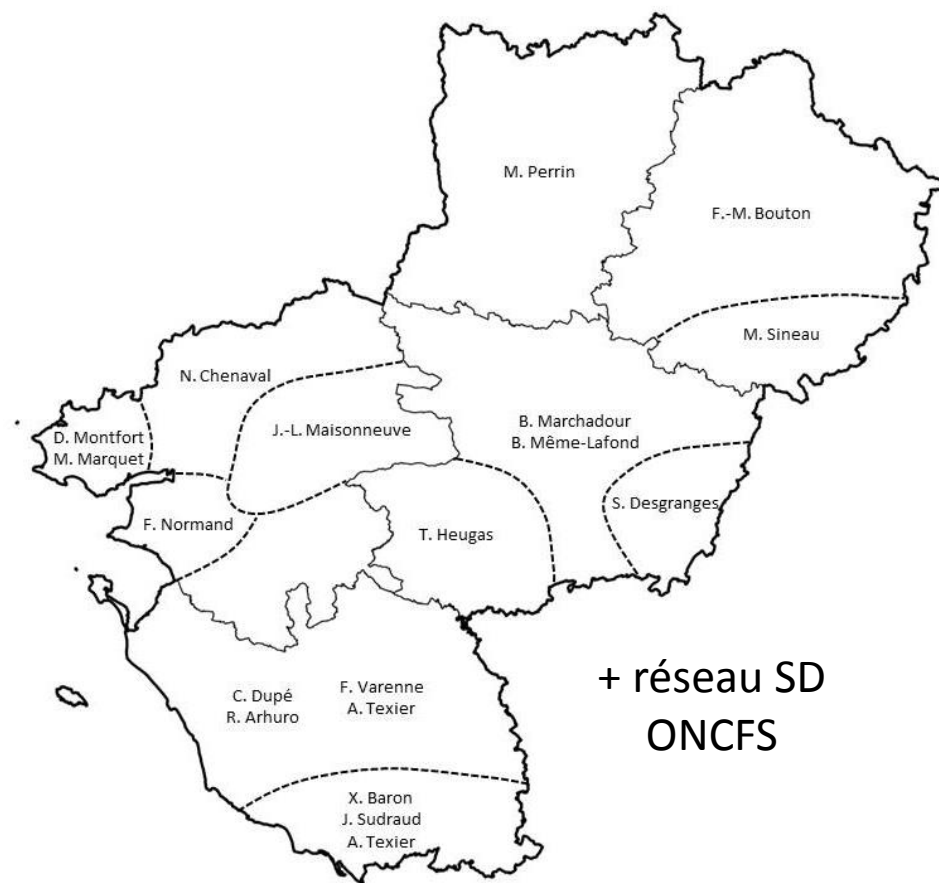 M. Perrin
F.-M. Bouton
M. Sineau
N. Chenaval
D. Montfort
M. Marquet
J.-L. Maisonneuve
B. Marchadour
B. Même-Lafond
S. Desgranges
F. Normand
T. Heugas
C. Dupé
R. Arhuro
F. Varenne
A. Texier
X. Baron
J. Sudraud
A. Texier
+ réseau SD
ONCFS